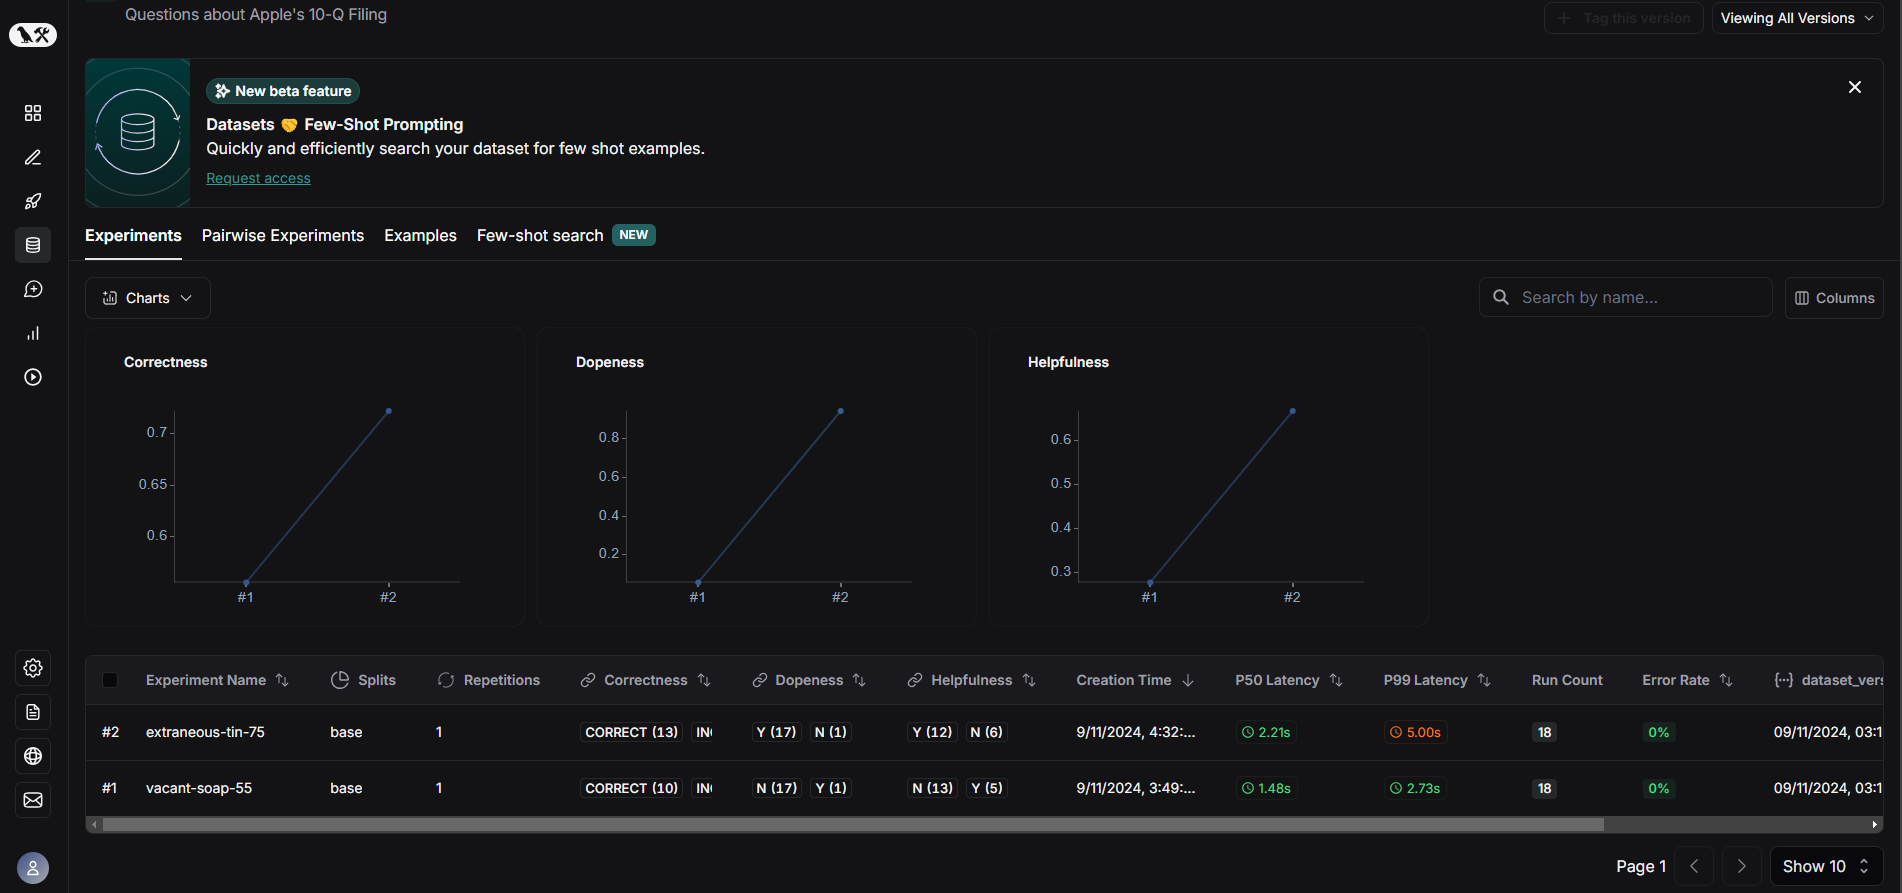 Questions about Apple's 10-Q Filing
Tag this version
Viewing All Versions
New beta feature
Datasets 🤝 Few-Shot Prompting
Quickly and efficiently search your dataset for few shot examples.
Request access
Experiments Pairwise Experiments Examples Few-shot search NEW
Charts
Search by name...
Columns
Correctness
0.7
0.65
0.6
#1 #2
Dopeness
0.8
0.6
0.4
0.2
#1 #2
Helpfulness
0.6
0.5
0.4
0.3
#1 #2
Experiment Name Splits Repetitions Correctness Dopeness Helpfulness Creation Time P50 Latency P99 Latency Run Count Error Rate {···} dataset_vers
#2 extraneous-tin-75 base 1 CORRECT (13) IN Y (17) N (1) Y (12) N (6) 9/11/2024, 4:32:... 2.21s 5.00s 18 0% 09/11/2024, 03:1
#1 vacant-soap-55 base 1 CORRECT (10) IN N (17) Y (1) N (13) Y (5) 9/11/2024, 3:49:... 1.48s 2.73s 18 0% 09/11/2024, 03:1
Page 1
Show 10